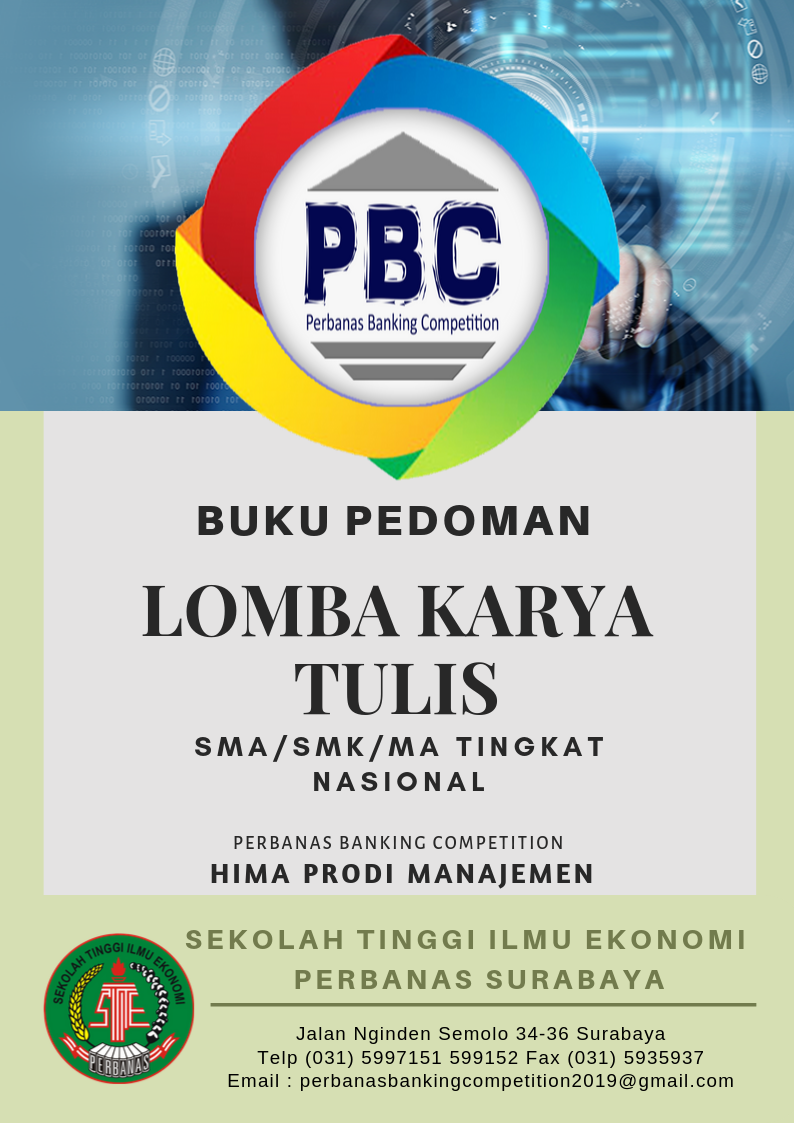 PBC
Perbanas Banking Competition
BUKU PEDOMAN
LOMBA KARYA
TULIS
SMA/SMK/MA TINGKAT
NASIONAL
PERBANAS BANKING COMPETITION
HIMA PRODI MANAJEMEN
SEKOLAH TINGGI ILMU EKONOMI
PERBANAS SURABAYA
SEKOLAH TINGGI ILMU EKONOMI
STIE
PERBANAS
Jalan Nginden Semolo 34-36 Surabaya
Telp (031) 5997151 599152 Fax (031) 5935937
Email : perbanasbankingcompetition2019@gmail.com